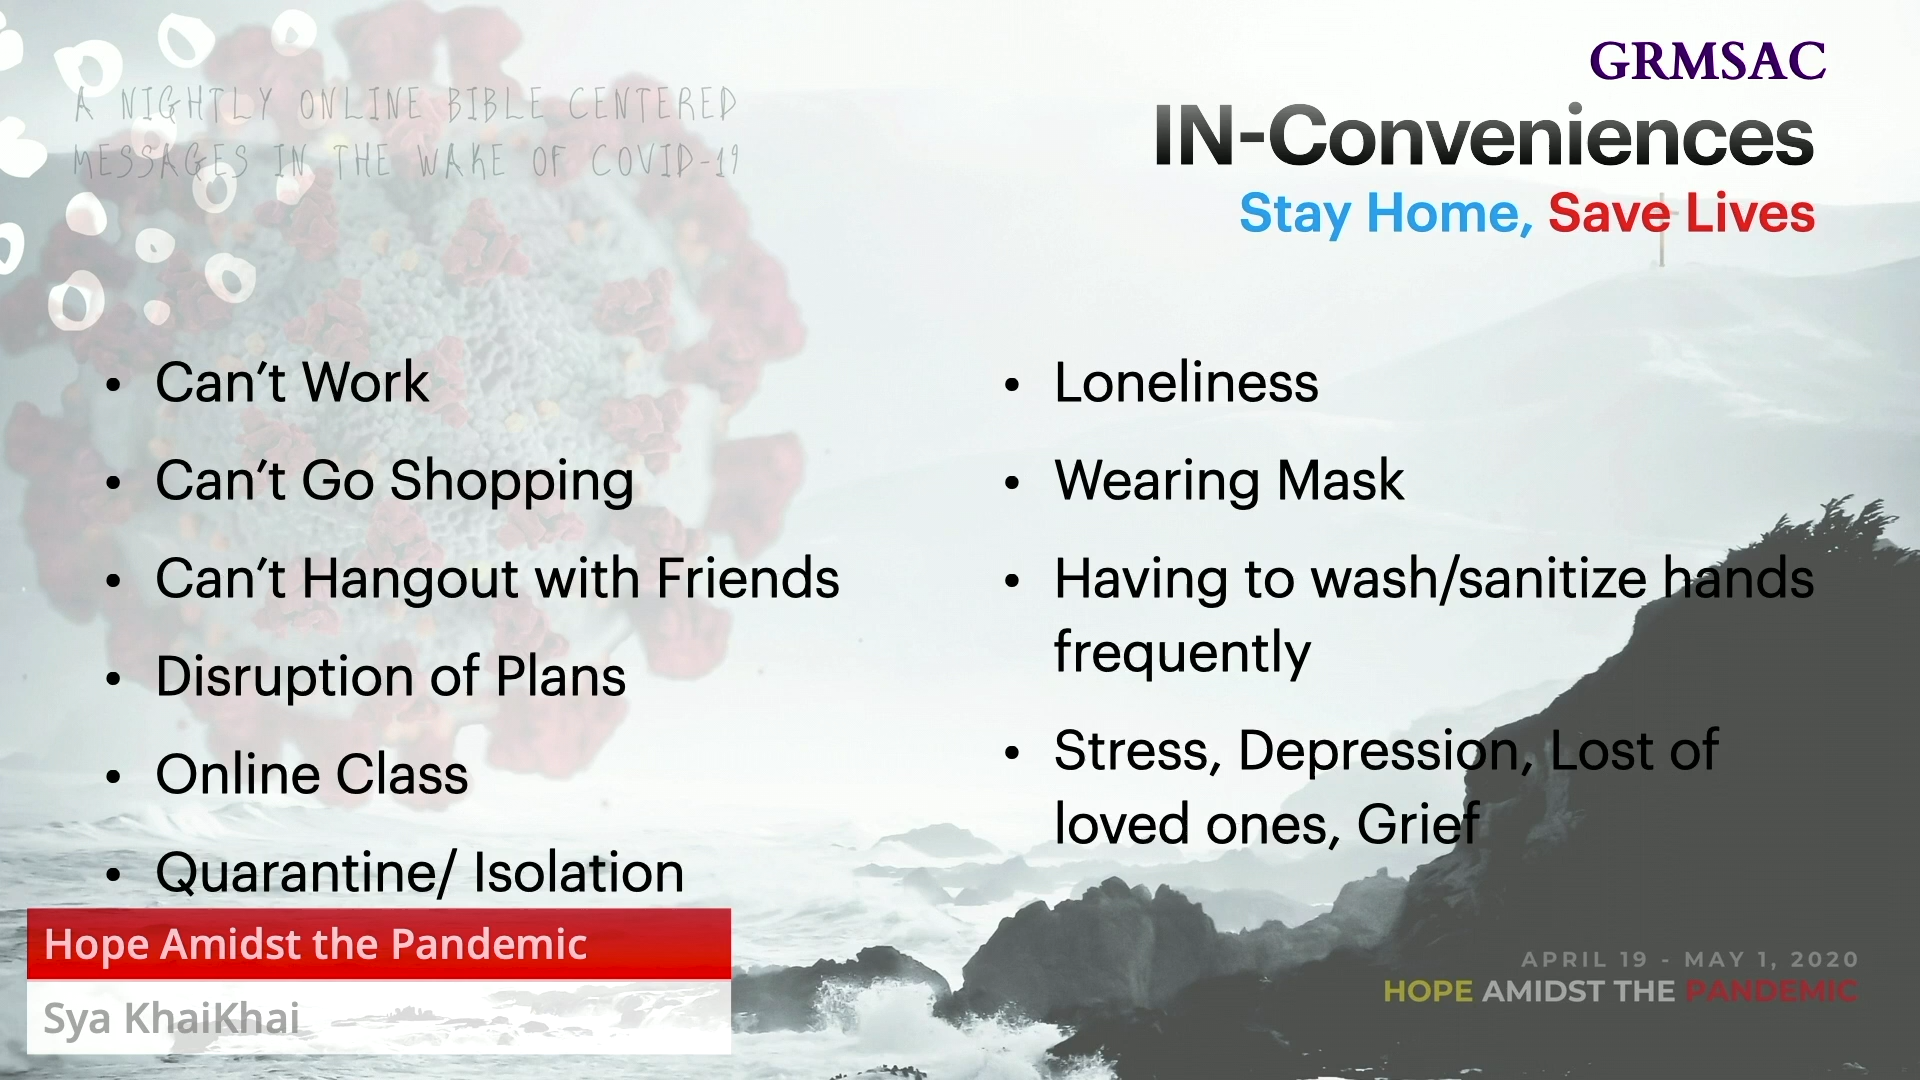 GRMSAC
A NIGHTLY ONLINE BIBLE CENTERED
MESSAGES IN THE WAKE OF COVID-19
IN-Conveniences
Stay Home, Save Lives
• Can’t Work
• Can’t Go Shopping
• Can’t Hangout with Friends
• Disruption of Plans
• Online Class
• Quarantine/ Isolation
• Loneliness
• Wearing Mask
• Having to wash/sanitize hands
frequently
• Stress, Depression, Lost of
loved ones, Grief
Hope Amidst the Pandemic
Sya KhaiKhai
APRIL 19 - MAY 1, 2020
HOPE AMIDST THE PANDEMIC